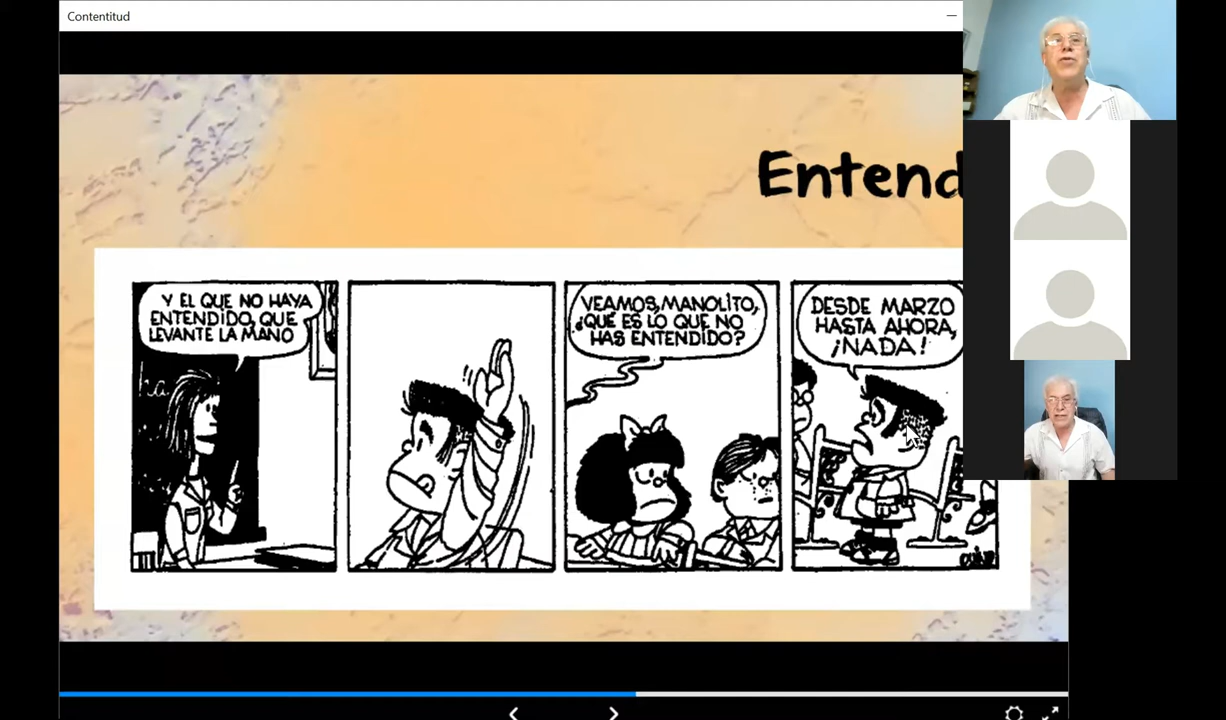 Contentitud
Entend
Y EL QUE NO HAYA
ENTENDIDO, QUE
LEVANTE LA MANO
VEAMOS, MANOLITO,
¿QUÉ ES LO QUE NO
HAS ENTENDIDO?
DESDE MARZO
HASTA AHORA,
¡NADA!